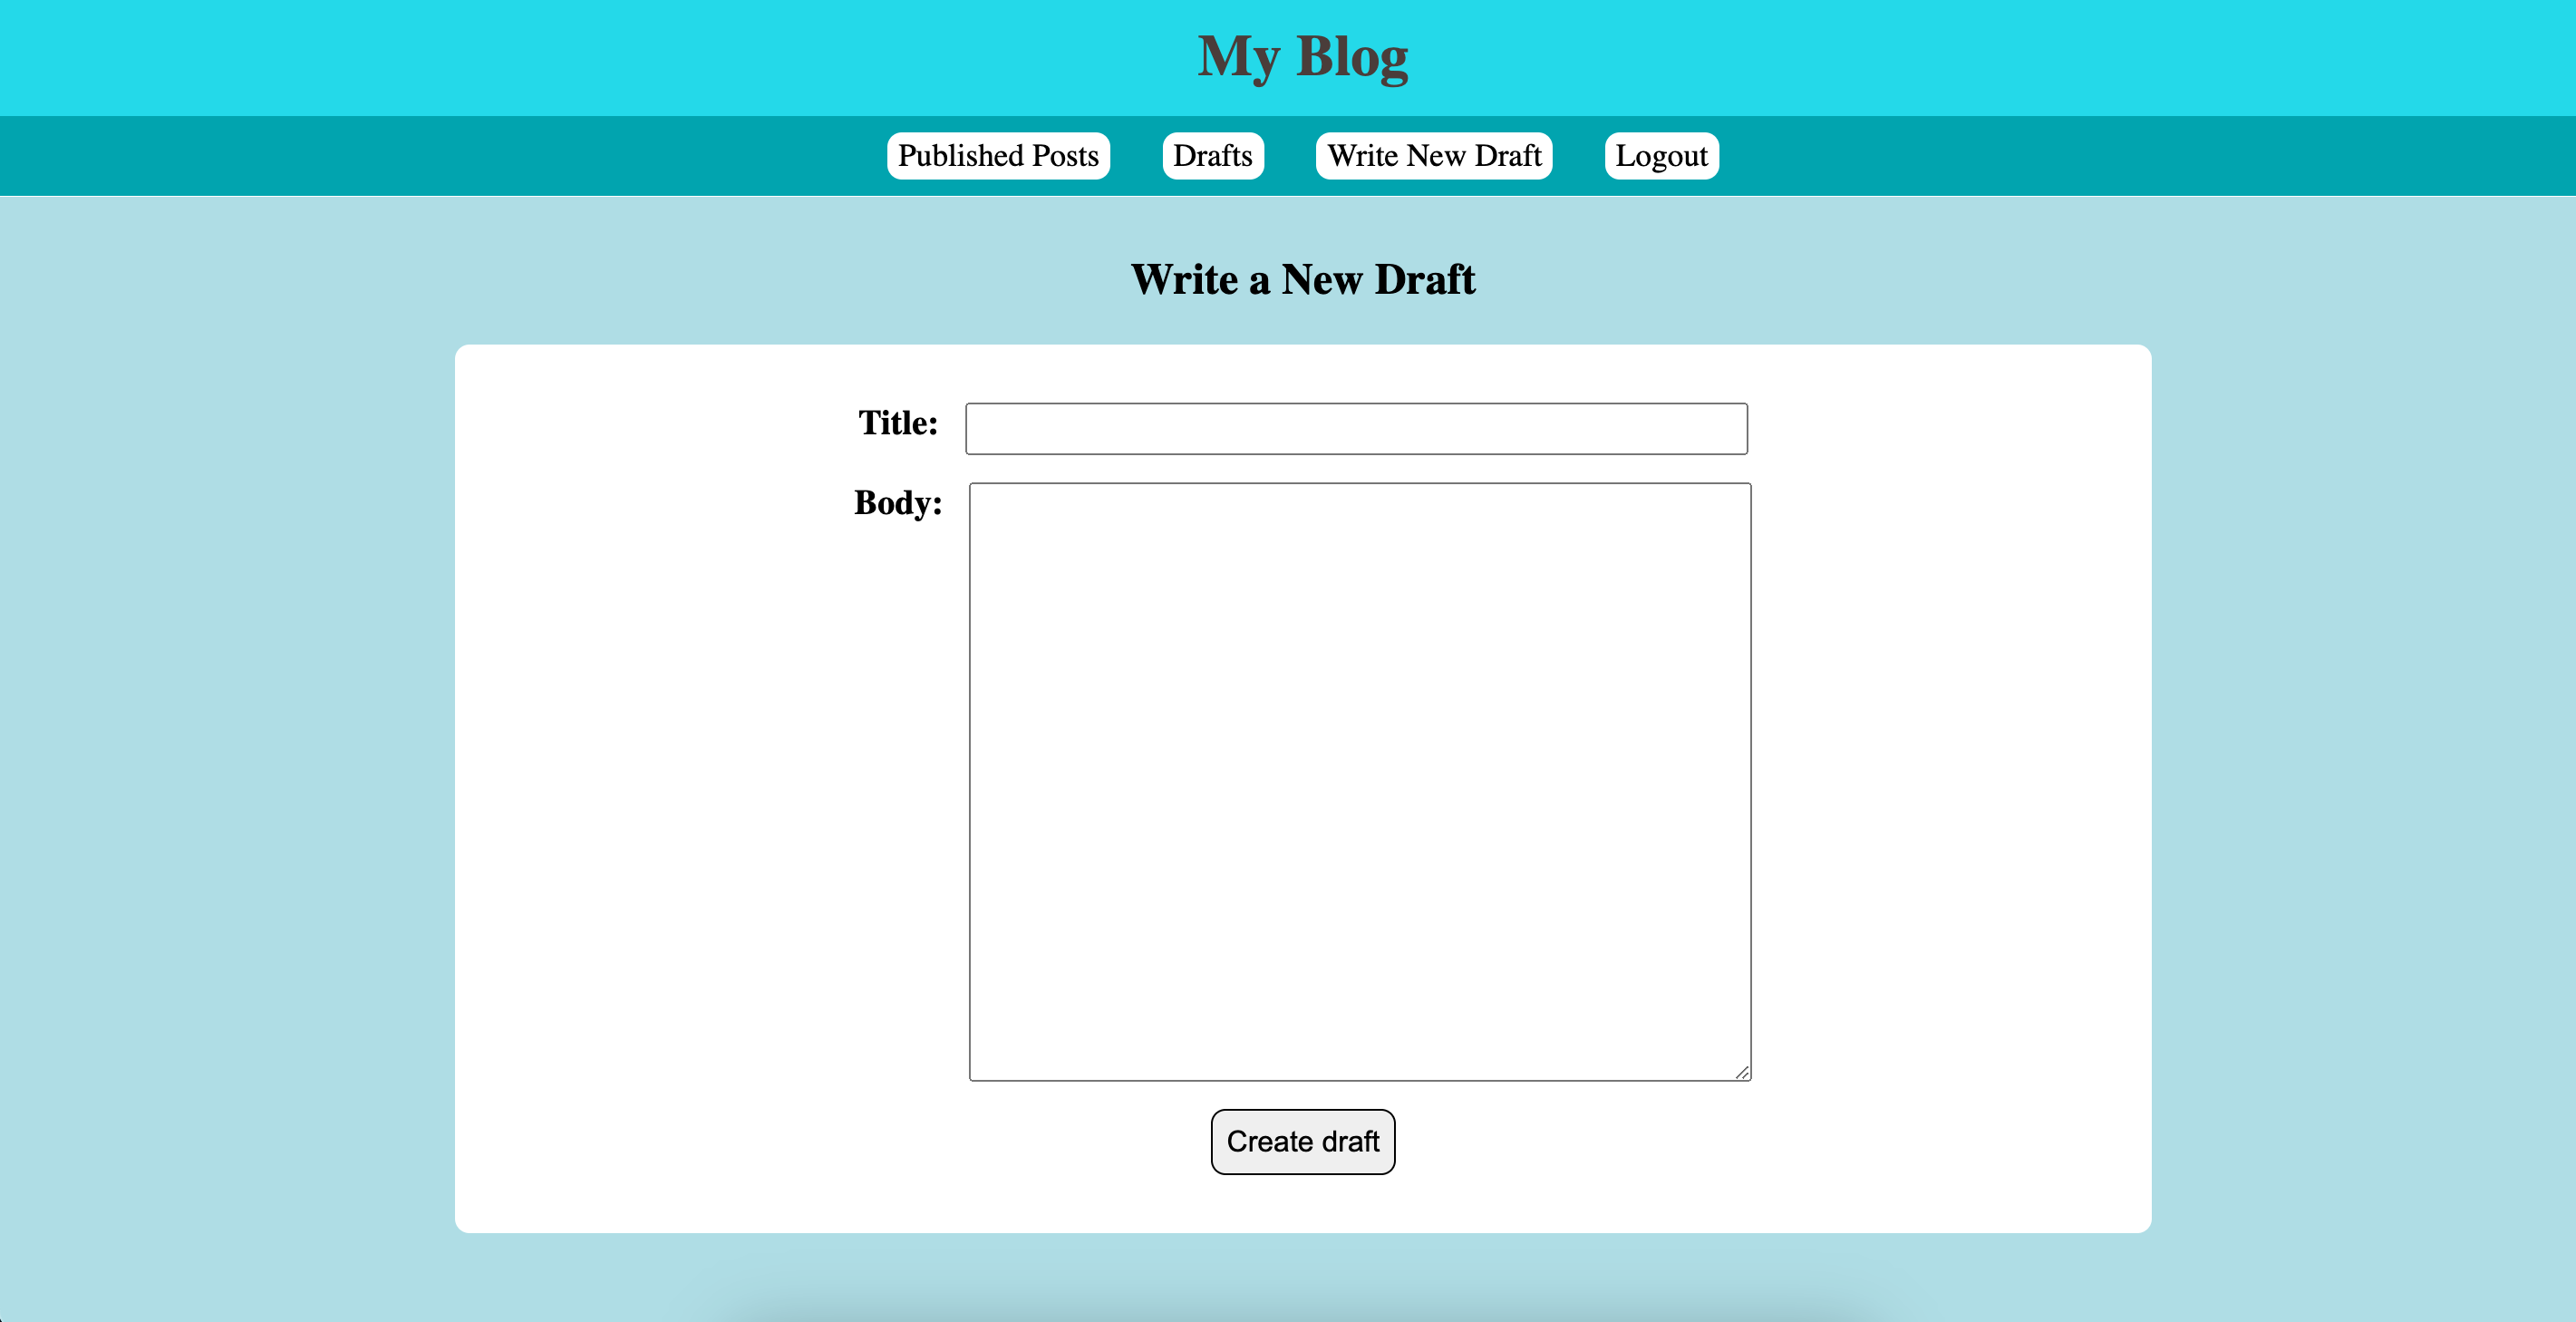 My Blog
Published Posts Drafts Write New Draft Logout
Write a New Draft
Title:
Body:
Create draft